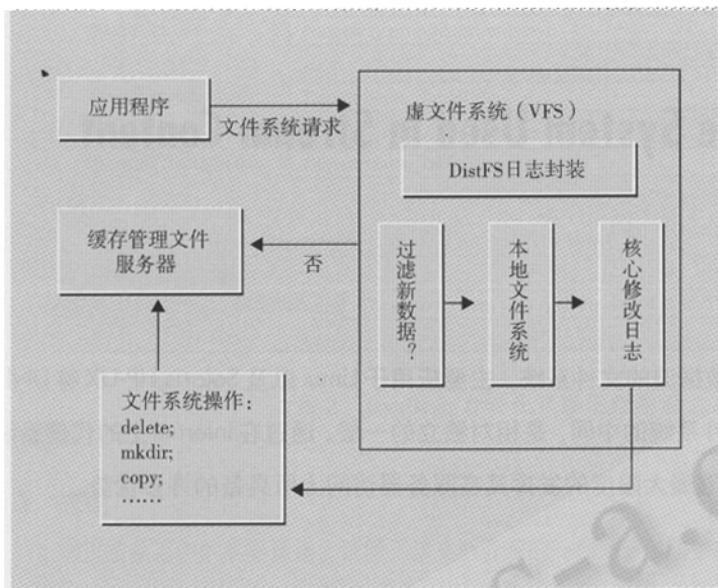 应用程序
文件系统请求
虚文件系统（VFS）
DistFS日志封装
缓存管理文件
服务器
否
过滤新数据？
本地文件系统
核心修改日志
文件系统操作：
delete;
mkdir;
copy;
……